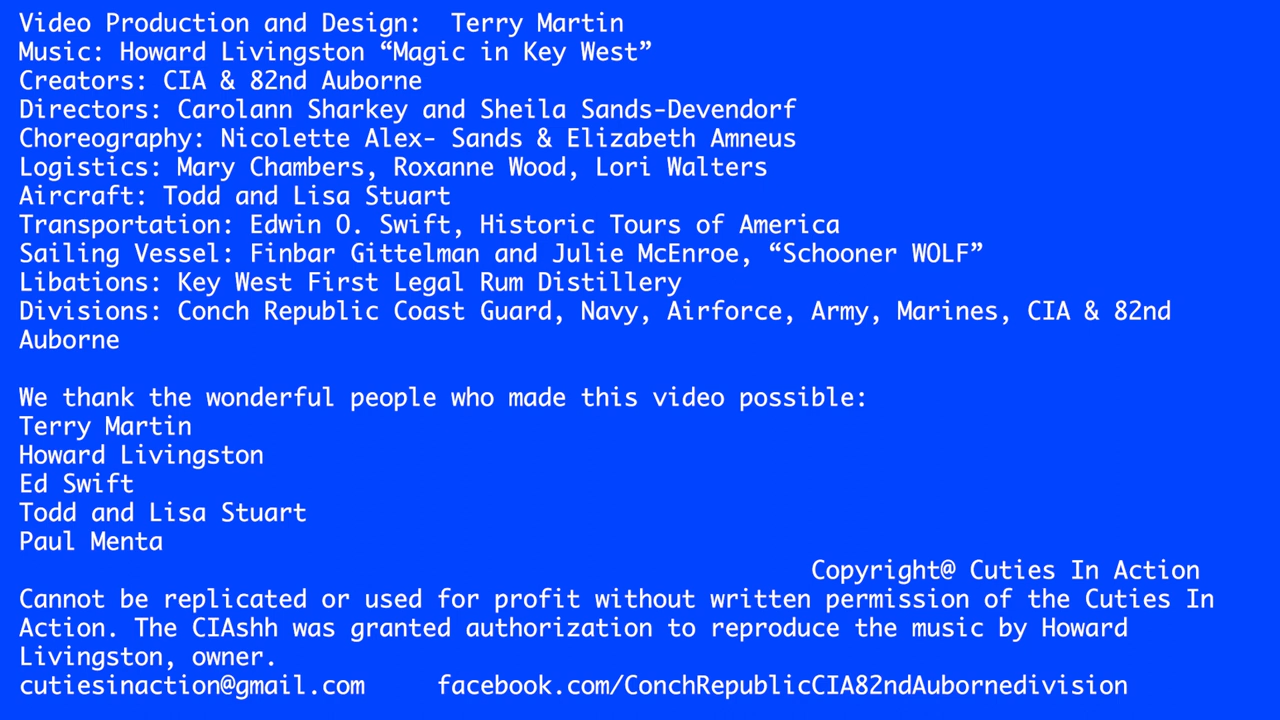 Video Production and Design:  Terry Martin
Music: Howard Livingston “Magic in Key West”
Creators: CIA & 82nd Auborne
Directors: Carolann Sharkey and Sheila Sands-Devendorf
Choreography: Nicolette Alex- Sands & Elizabeth Amneus
Logistics: Mary Chambers, Roxanne Wood, Lori Walters
Aircraft: Todd and Lisa Stuart
Transportation: Edwin O. Swift, Historic Tours of America
Sailing Vessel: Finbar Gittelman and Julie McEnroe, “Schooner WOLF”
Libations: Key West First Legal Rum Distillery
Divisions: Conch Republic Coast Guard, Navy, Airforce, Army, Marines, CIA & 82nd
Auborne
We thank the wonderful people who made this video possible:
Terry Martin
Howard Livingston
Ed Swift
Todd and Lisa Stuart
Paul Menta
Copyright@ Cuties In Action
Cannot be replicated or used for profit without written permission of the Cuties In
Action. The CIAshh was granted authorization to reproduce the music by Howard
Livingston, owner.
cutiesinaction@gmail.com     facebook.com/ConchRepublicCIA82ndAubornedivision